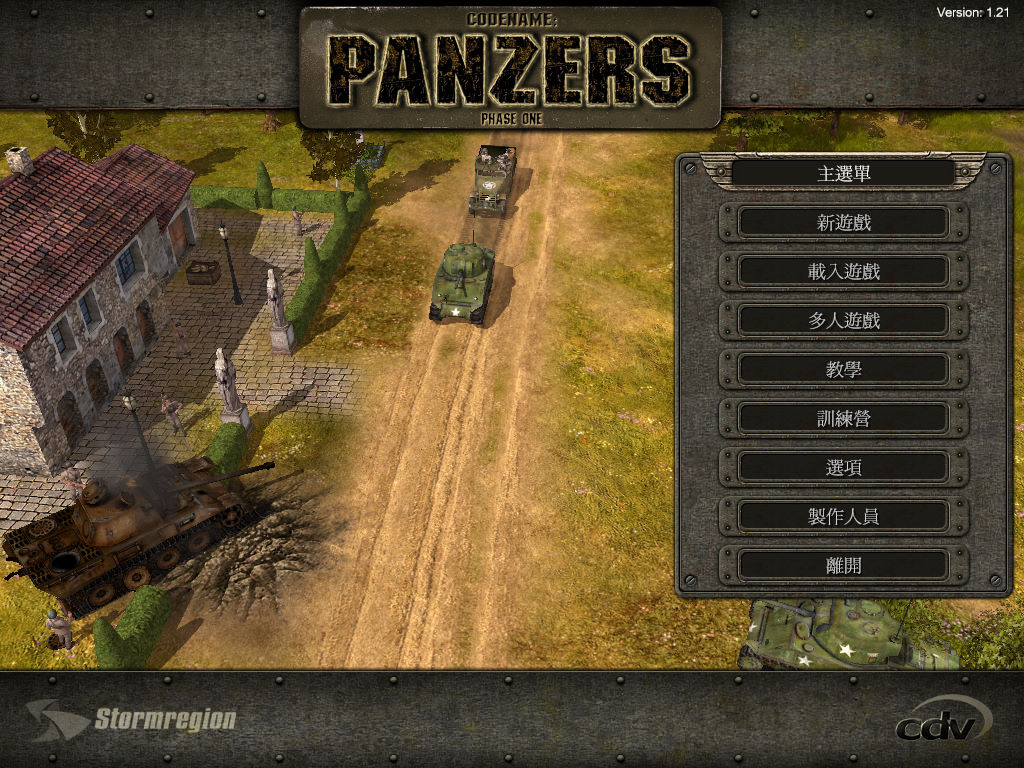 Version: 1.21
CODENAME:
PANZERS
PHASE ONE
主選單
新遊戲
載入遊戲
多人遊戲
教學
訓練營
選項
製作人員
離開
Stormregion
cdv